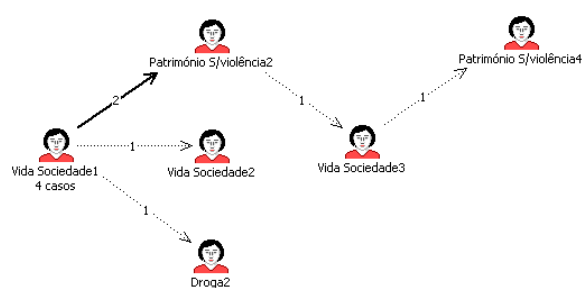 Património S/violência2
Património S/violência4
2
1
1
Vida Sociedade1
4 casos
1
Vida Sociedade2
Vida Sociedade3
1
Droga2